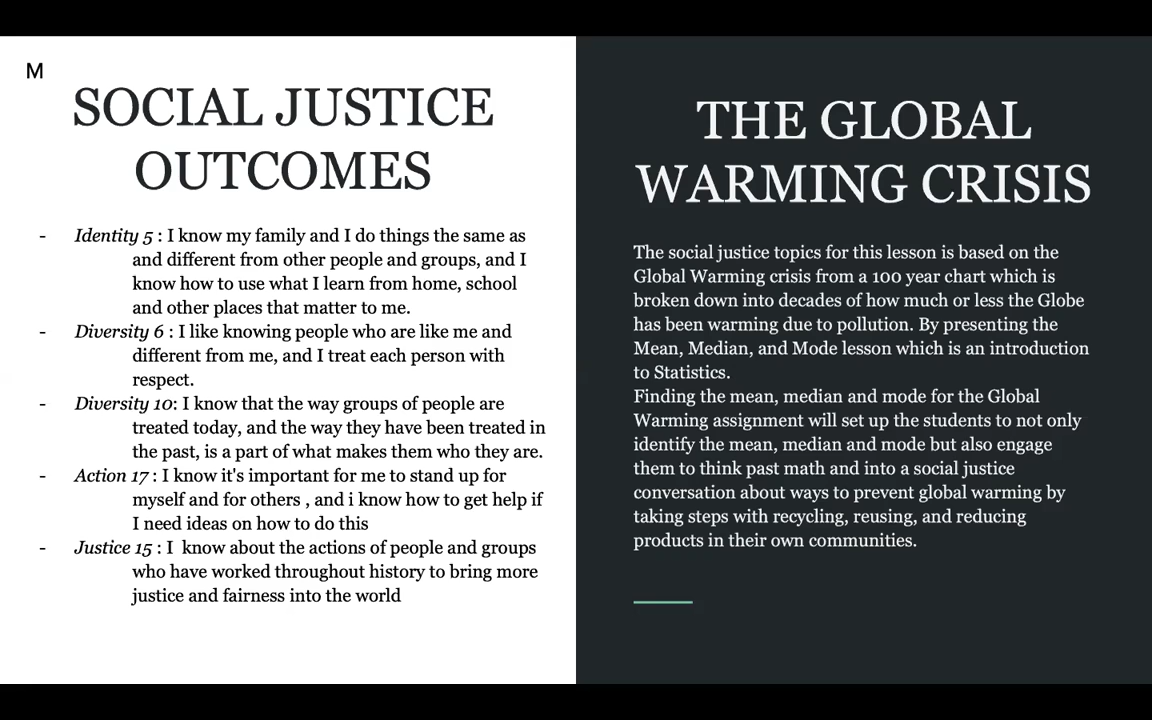 M
SOCIAL JUSTICE
OUTCOMES
- Identity 5 : I know my family and I do things the same as
and different from other people and groups, and I
know how to use what I learn from home, school
and other places that matter to me.
- Diversity 6 : I like knowing people who are like me and
different from me, and I treat each person with
respect.
- Diversity 10: I know that the way groups of people are
treated today, and the way they have been treated in
the past, is a part of what makes them who they are.
- Action 17 : I know it's important for me to stand up for
myself and for others , and i know how to get help if
I need ideas on how to do this
- Justice 15 : I  know about the actions of people and groups
who have worked throughout history to bring more
justice and fairness into the world
THE GLOBAL
WARMING CRISIS
The social justice topics for this lesson is based on the
Global Warming crisis from a 100 year chart which is
broken down into decades of how much or less the Globe
has been warming due to pollution. By presenting the
Mean, Median, and Mode lesson which is an introduction
to Statistics.
Finding the mean, median and mode for the Global
Warming assignment will set up the students to not only
identify the mean, median and mode but also engage
them to think past math and into a social justice
conversation about ways to prevent global warming by
taking steps with recycling, reusing, and reducing
products in their own communities.